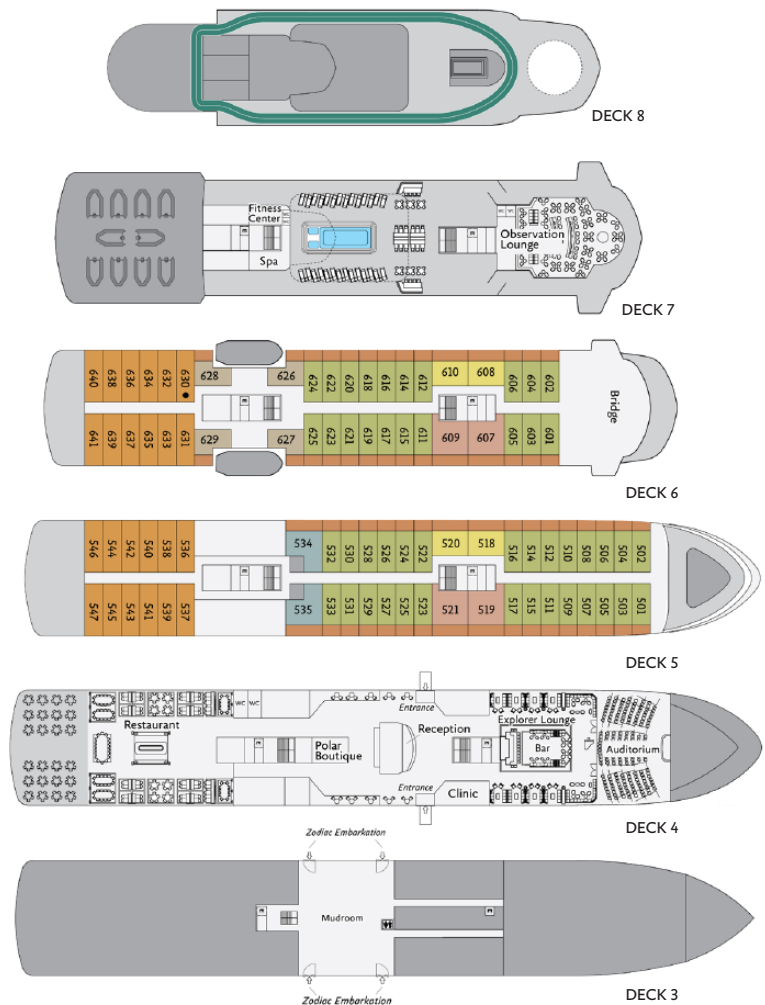 DECK 8
Fitness
Center
WC
E
E
WC WC
Observation
Lounge
Spa
DECK 7
640 638 636 634 632 630 628 626 624 622 620 618 616 614 612 610 608 606 604 602
E
E
Bridge
641 639 637 635 633 631 629 627 625 623 621 619 617 615 611 609 607 605 603 601
DECK 6
546 544 542 540 538 536 534 532 530 528 526 524 522 520 518 516 514 512 510 508 506 504 502
E
E
547 545 543 541 539 537 535 533 531 529 527 525 523 521 519 517 515 511 509 507 505 503 501
DECK 5
WC WC
Entrance
Restaurant
Explorer Lounge
Reception
E
E
Polar
Boutique
Bar
Auditorium
Entrance
Clinic
DECK 4
Zodiac Embarkation
E
E
Mudroom
DECK 3
Zodiac Embarkation